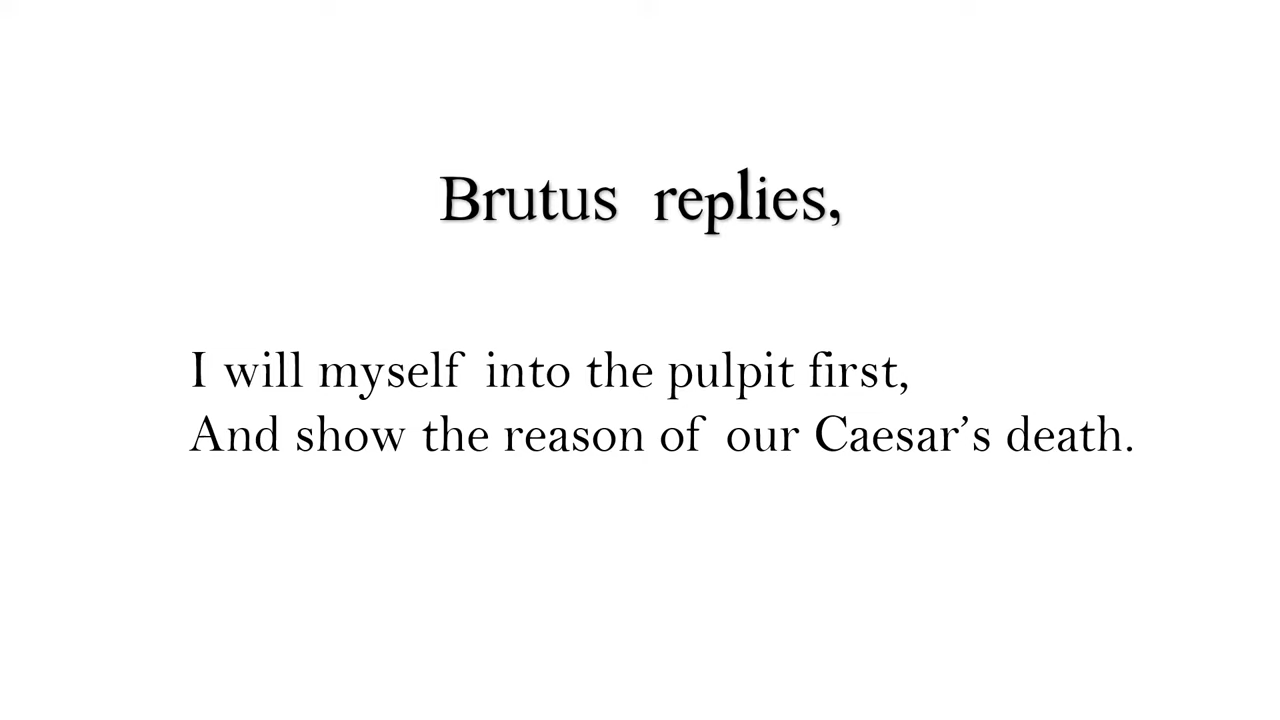 Brutus replies,
I will myself into the pulpit first,
And show the reason of our Caesar’s death.